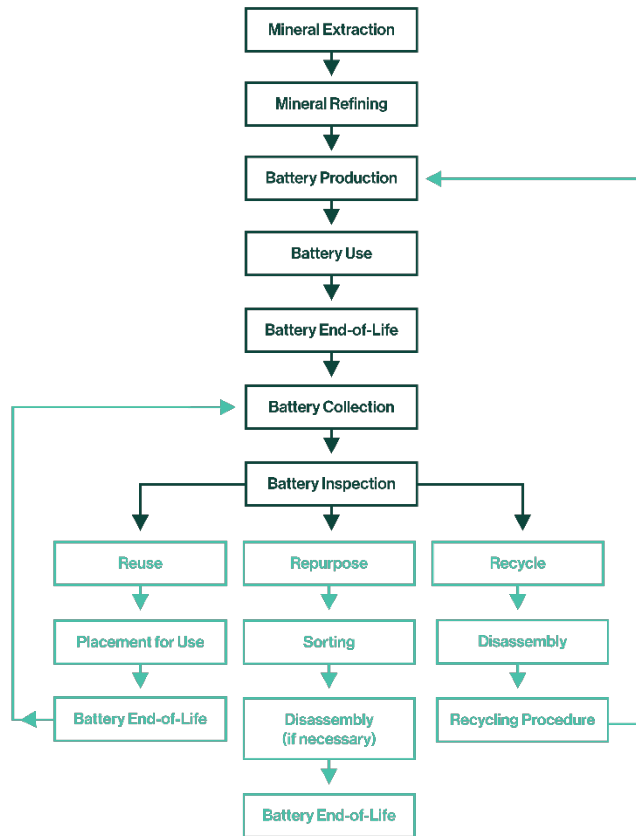 Mineral Extraction
Mineral Refining
Battery Production
Battery Use
Battery End-of-Life
Battery Collection
Battery Inspection
Reuse
Repurpose
Recycle
Placement for Use
Sorting
Disassembly
Battery End-of-Life
Disassembly
(if necessary)
Recycling Procedure
Battery End-of-Life